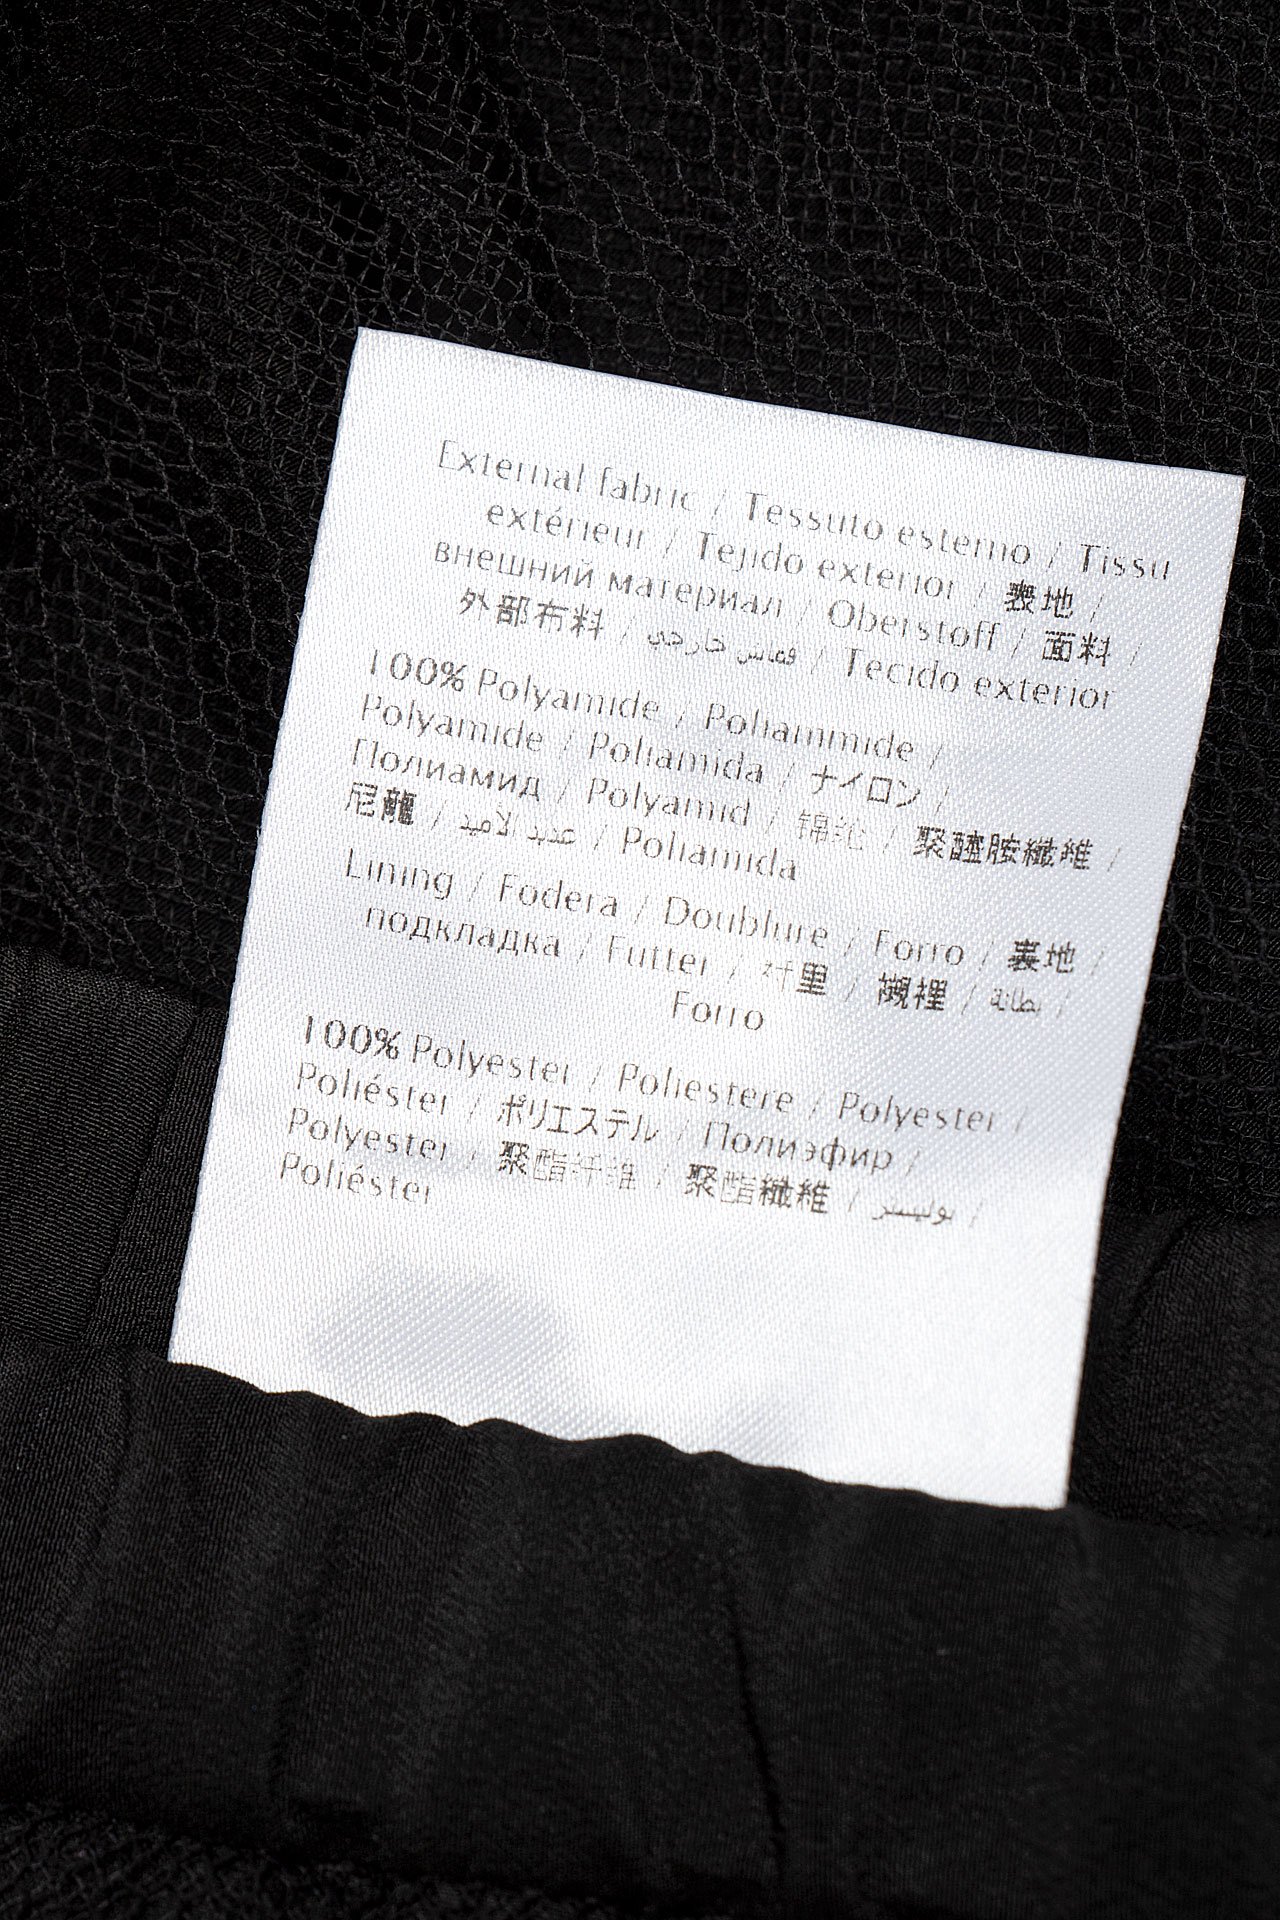 External fabric / Tessuto esterno / Tissu
extérieur / Tejido exterior / 表地 /
внешний материал / Oberstoff / 面料 /
外部布料 / قماش خارجي / Tecido exterior
100% Polyamide / Poliammide /
Polyamide / Poliamida / ナイロン /
Полиамид / Polyamid / 锦纶 / 聚醯胺纖維 /
尼龍 / عديد لاميد / Poliamida
Lining / Fodera / Doublure / Forro / 裏地 /
подкладка / Futter / 衬里 / 襯裡 / بطانة /
Forro
100% Polyester / Poliestere / Polyester /
Poliéster / ポリエステル / Полиэфир /
Polyester / 聚酯纤维 / 聚酯纖維 / بوليستر /
Poliéster